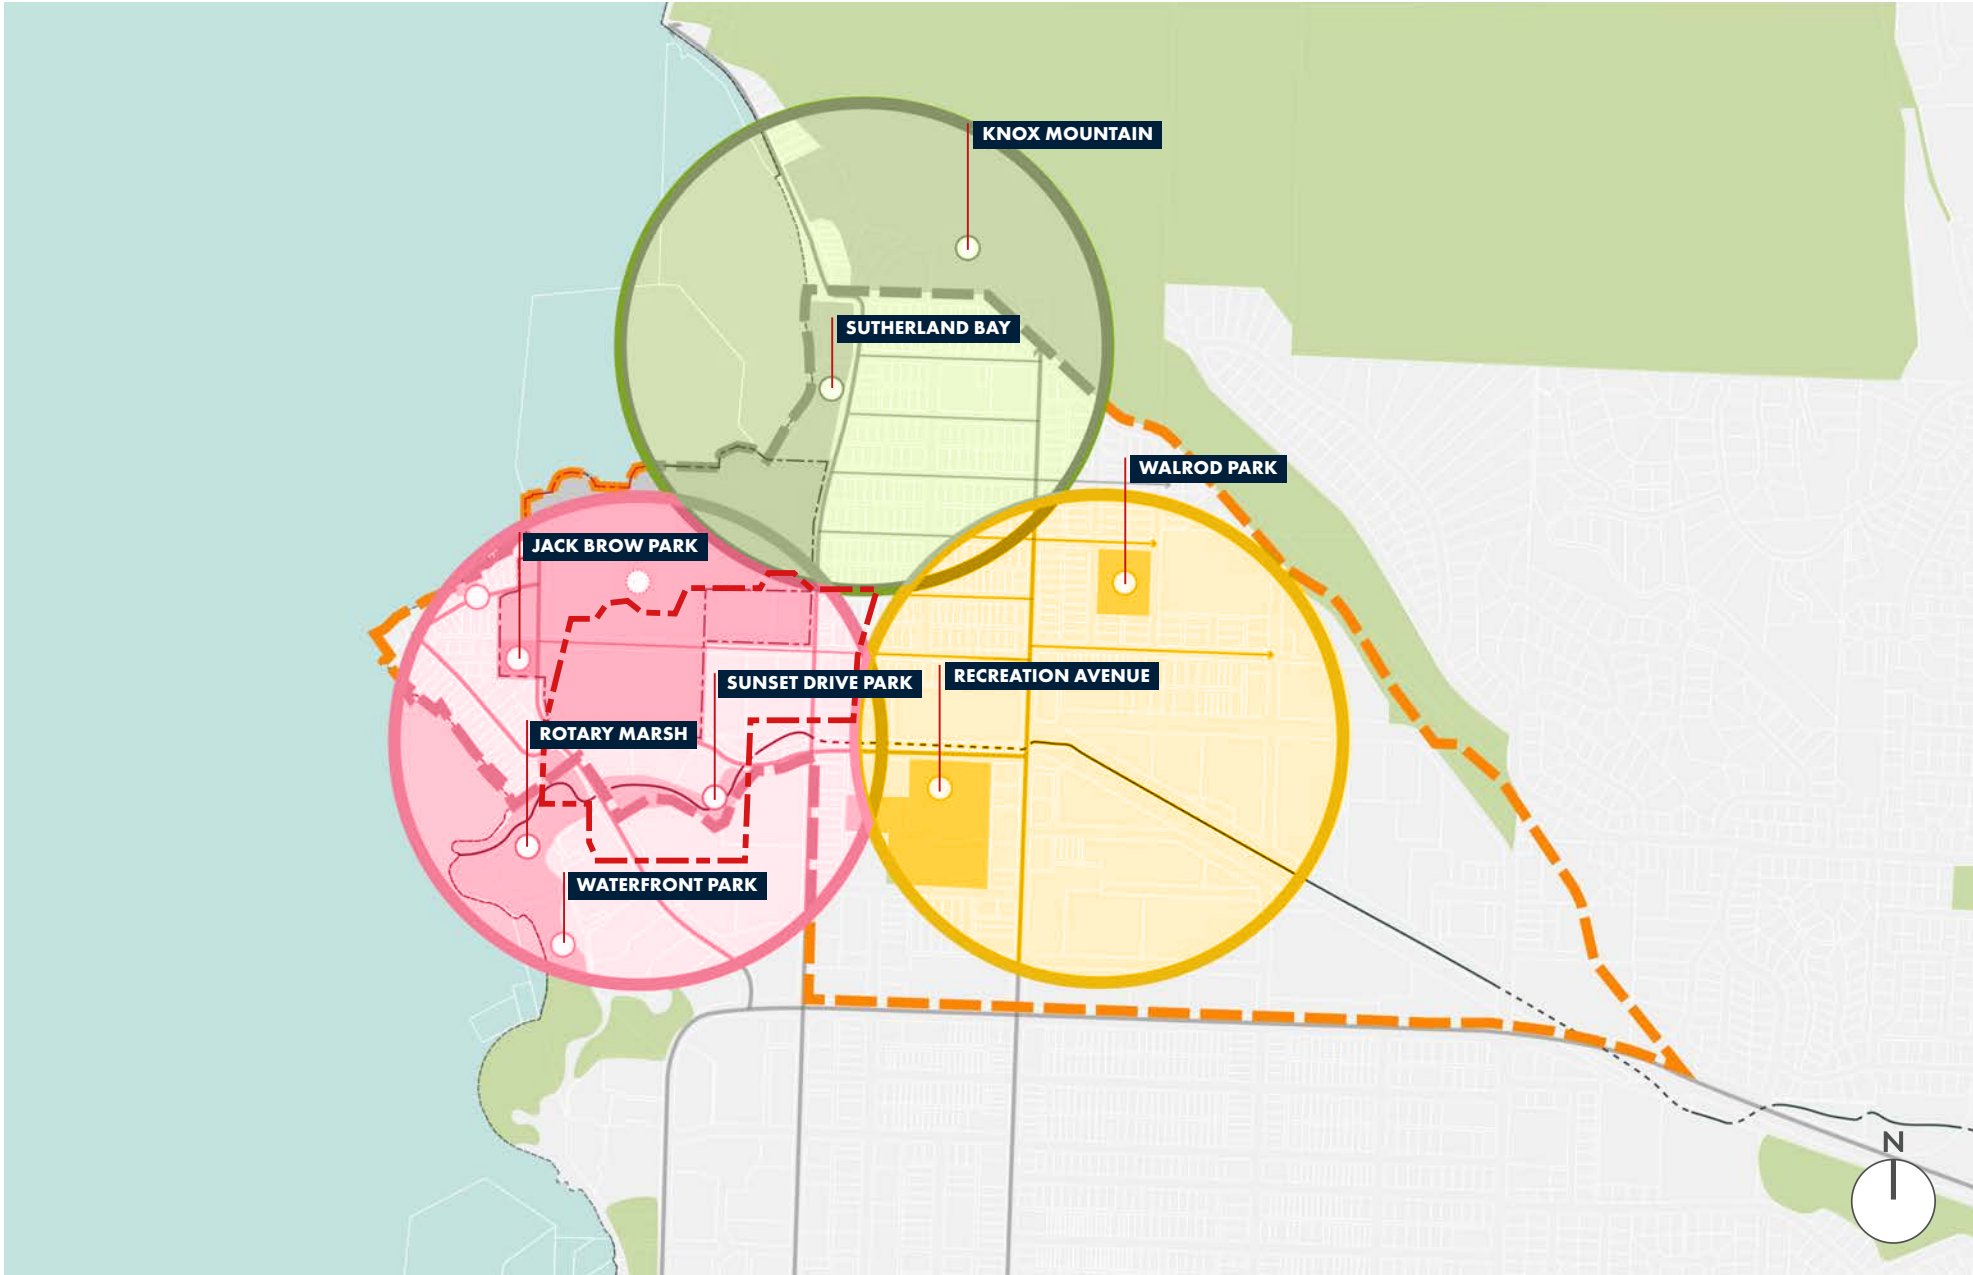 KNOX MOUNTAIN
SUTHERLAND BAY
WALROD PARK
JACK BROW PARK
RECREATION AVENUE
SUNSET DRIVE PARK
ROTARY MARSH
WATERFRONT PARK
N